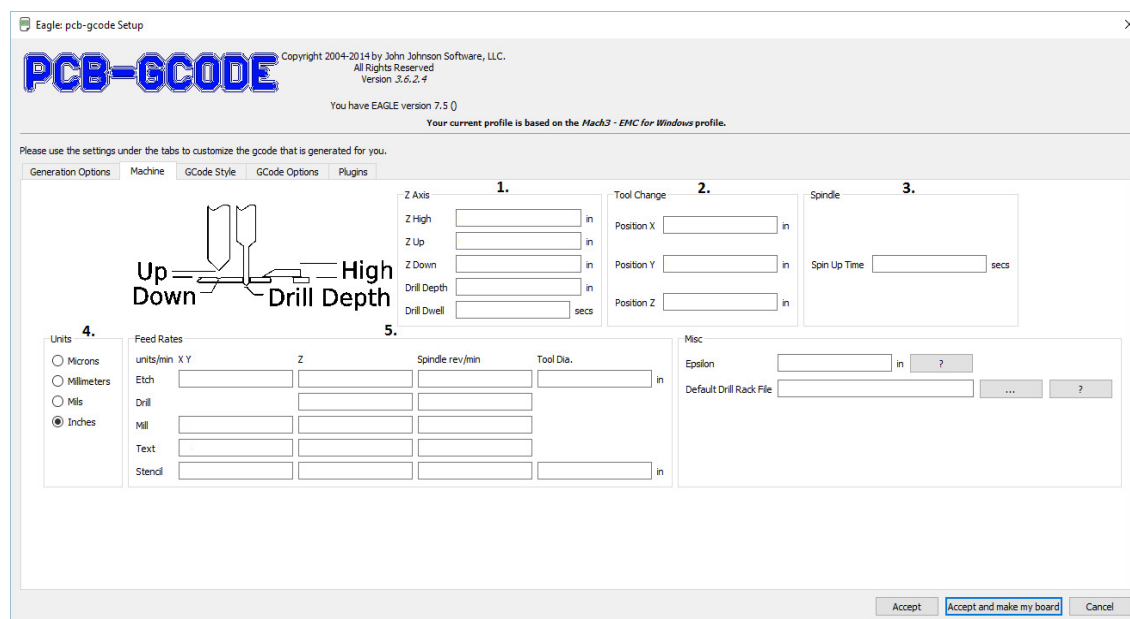 Eagle: pcb-gcode Setup
PCB-GCODE
Copyright 2004-2014 by John Johnson Software, LLC.
All Rights Reserved
Version 3.6.2.4
You have EAGLE version 7.5 ()
Your current profile is based on the Mach3 - EMC for Windows profile.
Please use the settings under the tabs to customize the gcode that is generated for you.
Generation Options Machine GCode Style GCode Options Plugins
Up
Down
High
Drill Depth
Z Axis 1.
Z High in
Z Up in
Z Down in
Drill Depth in
Drill Dwell secs
Tool Change 2.
Position X in
Position Y in
Position Z in
Spindle 3.
Spin Up Time secs
Units 4.
Microns
Millimeters
Mils
Inches
Feed Rates 5.
units/min X Y Z Spindle rev/min Tool Dia.
Etch in
Drill
Mill
Text
Stencil in
Misc
Epsilon in ?
Default Drill Rack File ... ?
Accept Accept and make my board Cancel